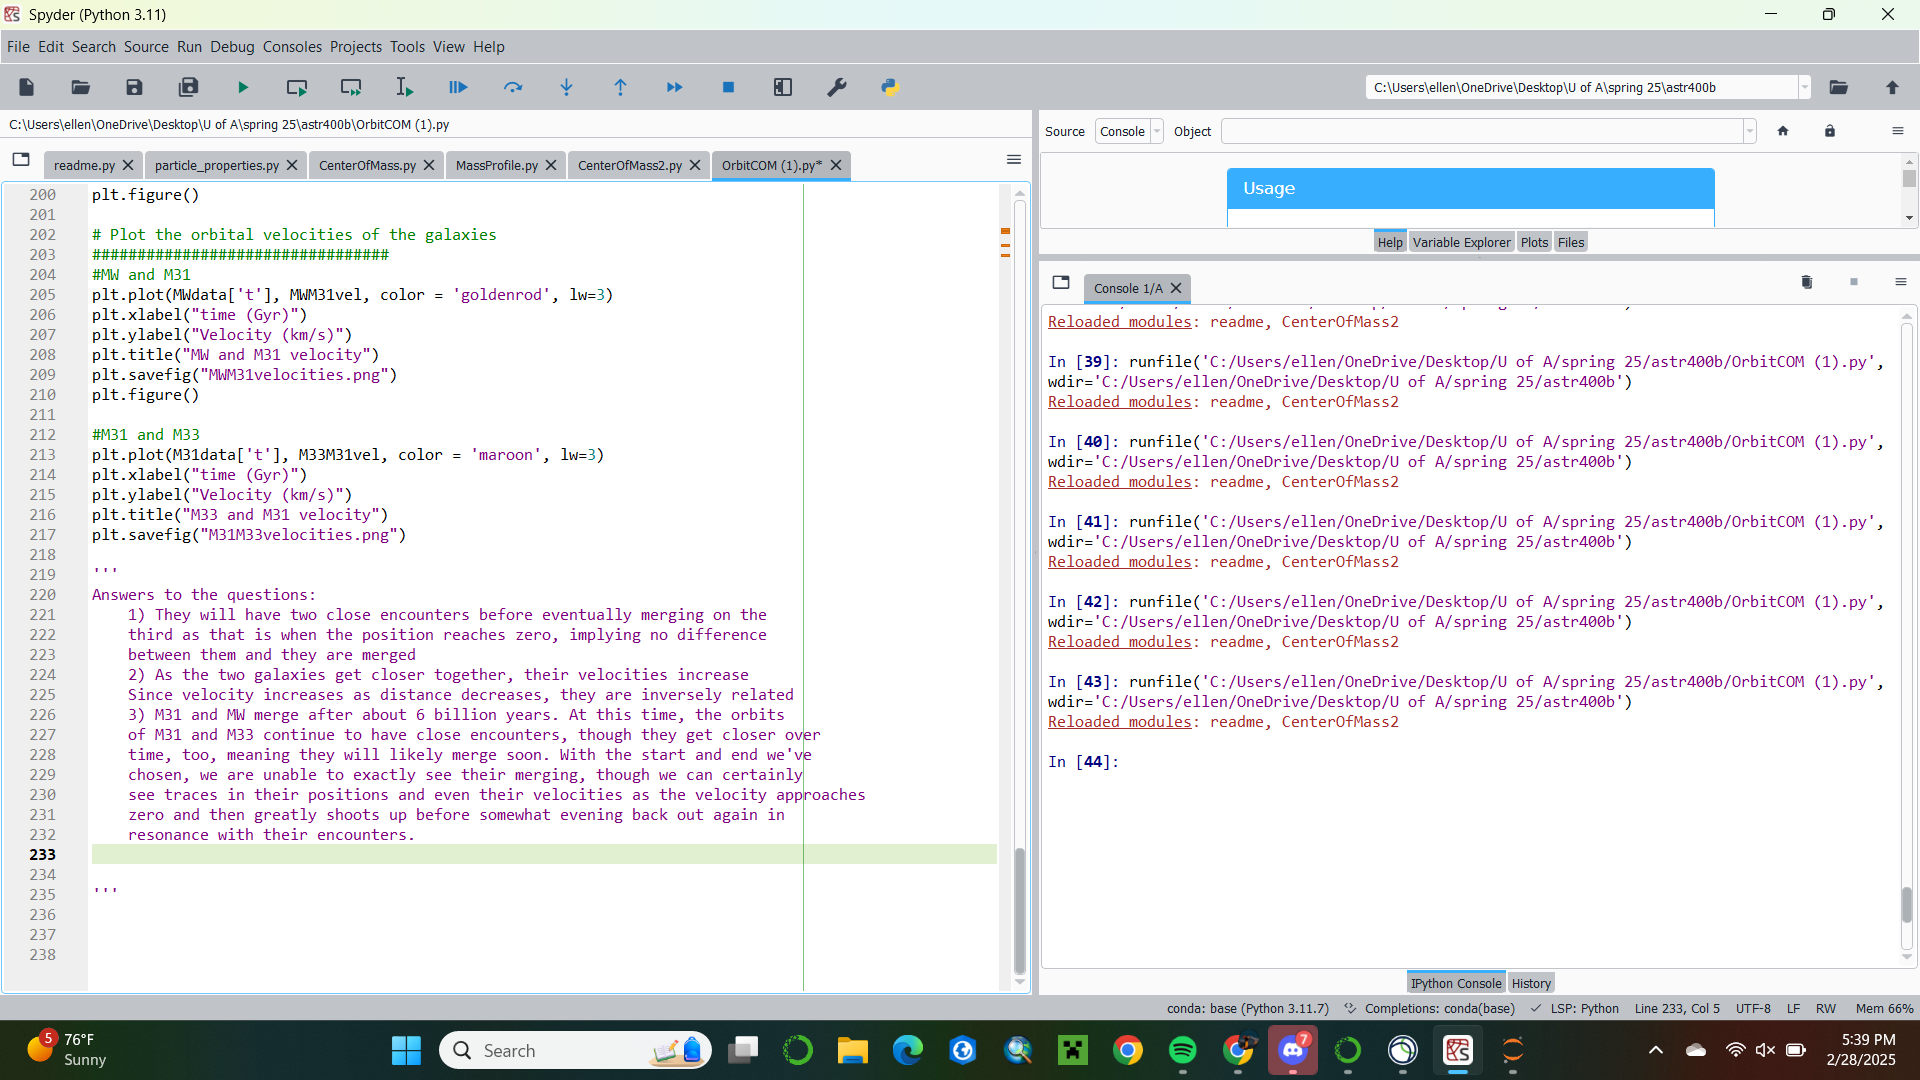 Spyder (Python 3.11)
File Edit Search Source Run Debug Consoles Projects Tools View Help
C:\Users\ellen\OneDrive\Desktop\U of A\spring 25\astr400b
C:\Users\ellen\OneDrive\Desktop\U of A\spring 25\astr400b\OrbitCOM (1).py
readme.py particle_properties.py CenterOfMass.py MassProfile.py CenterOfMass2.py OrbitCOM (1).py*
200 plt.figure()
201
202 # Plot the orbital velocities of the galaxies
203 #################################
204 #MW and M31
205 plt.plot(MWdata['t'], MWM31vel, color = 'goldenrod', lw=3)
206 plt.xlabel("time (Gyr)")
207 plt.ylabel("Velocity (km/s)")
208 plt.title("MW and M31 velocity")
209 plt.savefig("MWM31velocities.png")
210 plt.figure()
211
212 #M31 and M33
213 plt.plot(M31data['t'], M33M31vel, color = 'maroon', lw=3)
214 plt.xlabel("time (Gyr)")
215 plt.ylabel("Velocity (km/s)")
216 plt.title("M33 and M31 velocity")
217 plt.savefig("M31M33velocities.png")
218
219 '''
220 Answers to the questions:
221 1) They will have two close encounters before eventually merging on the
222 third as that is when the position reaches zero, implying no difference
223 between them and they are merged
224 2) As the two galaxies get closer together, their velocities increase
225 Since velocity increases as distance decreases, they are inversely related
226 3) M31 and MW merge after about 6 billion years. At this time, the orbits
227 of M31 and M33 continue to have close encounters, though they get closer over
228 time, too, meaning they will likely merge soon. With the start and end we've
229 chosen, we are unable to exactly see their merging, though we can certainly
230 see traces in their positions and even their velocities as the velocity approaches
231 zero and then greatly shoots up before somewhat evening back out again in
232 resonance with their encounters.
233
234
235 '''
236
237
238
Source Console Object
Usage
Help Variable Explorer Plots Files
Console 1/A
Reloaded modules: readme, CenterOfMass2
In [39]: runfile('C:/Users/ellen/OneDrive/Desktop/U of A/spring 25/astr400b/OrbitCOM (1).py',
wdir='C:/Users/ellen/OneDrive/Desktop/U of A/spring 25/astr400b')
Reloaded modules: readme, CenterOfMass2
In [40]: runfile('C:/Users/ellen/OneDrive/Desktop/U of A/spring 25/astr400b/OrbitCOM (1).py',
wdir='C:/Users/ellen/OneDrive/Desktop/U of A/spring 25/astr400b')
Reloaded modules: readme, CenterOfMass2
In [41]: runfile('C:/Users/ellen/OneDrive/Desktop/U of A/spring 25/astr400b/OrbitCOM (1).py',
wdir='C:/Users/ellen/OneDrive/Desktop/U of A/spring 25/astr400b')
Reloaded modules: readme, CenterOfMass2
In [42]: runfile('C:/Users/ellen/OneDrive/Desktop/U of A/spring 25/astr400b/OrbitCOM (1).py',
wdir='C:/Users/ellen/OneDrive/Desktop/U of A/spring 25/astr400b')
Reloaded modules: readme, CenterOfMass2
In [43]: runfile('C:/Users/ellen/OneDrive/Desktop/U of A/spring 25/astr400b/OrbitCOM (1).py',
wdir='C:/Users/ellen/OneDrive/Desktop/U of A/spring 25/astr400b')
Reloaded modules: readme, CenterOfMass2
In [44]:
IPython Console History
conda: base (Python 3.11.7) Completions: conda(base) LSP: Python Line 233, Col 5 UTF-8 LF RW Mem 66%
5
76°F
Sunny
Search
7
5:39 PM
2/28/2025